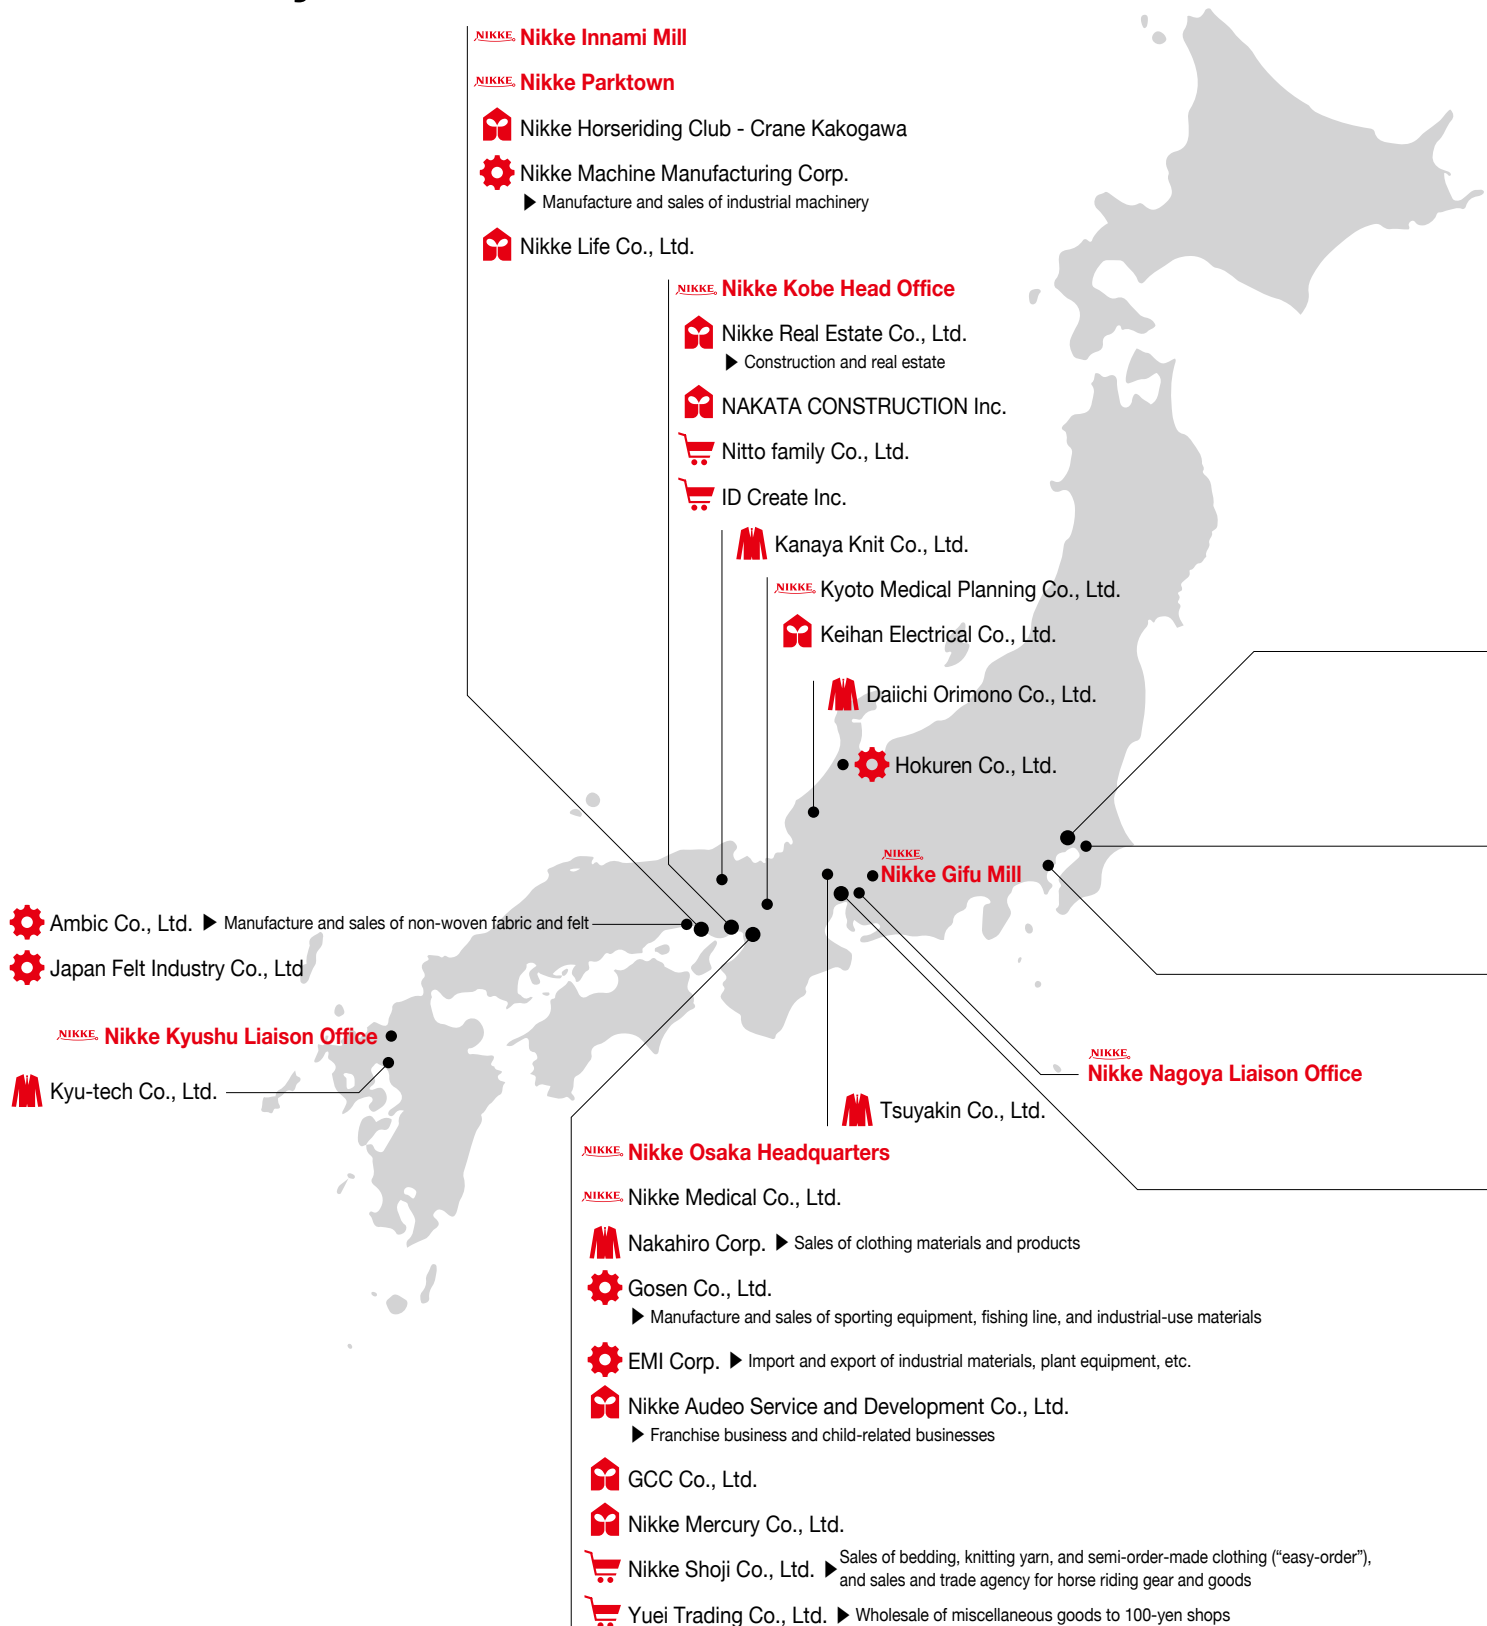 NIKKE Nikke Innami Mill
NIKKE Nikke Parktown
Nikke Horseriding Club - Crane Kakogawa
Nikke Machine Manufacturing Corp.
▶ Manufacture and sales of industrial machinery
Nikke Life Co., Ltd.
NIKKE Nikke Kobe Head Office
Nikke Real Estate Co., Ltd.
▶ Construction and real estate
NAKATA CONSTRUCTION Inc.
Nitto family Co., Ltd.
ID Create Inc.
Kanaya Knit Co., Ltd.
NIKKE Kyoto Medical Planning Co., Ltd.
Keihan Electrical Co., Ltd.
Daiichi Orimono Co., Ltd.
Hokuren Co., Ltd.
NIKKE
Nikke Gifu Mill
Ambic Co., Ltd. ▶ Manufacture and sales of non-woven fabric and felt
Japan Felt Industry Co., Ltd
NIKKE Nikke Kyushu Liaison Office
Kyu-tech Co., Ltd.
NIKKE
Nikke Nagoya Liaison Office
Tsuyakin Co., Ltd.
NIKKE Nikke Osaka Headquarters
NIKKE Nikke Medical Co., Ltd.
Nakahiro Corp. ▶ Sales of clothing materials and products
Gosen Co., Ltd.
▶ Manufacture and sales of sporting equipment, fishing line, and industrial-use materials
EMI Corp. ▶ Import and export of industrial materials, plant equipment, etc.
Nikke Audeo Service and Development Co., Ltd.
▶ Franchise business and child-related businesses
GCC Co., Ltd.
Nikke Mercury Co., Ltd.
Nikke Shoji Co., Ltd. ▶ Sales of bedding, knitting yarn, and semi-order-made clothing (“easy-order”),
and sales and trade agency for horse riding gear and goods
Yuei Trading Co., Ltd. ▶ Wholesale of miscellaneous goods to 100-yen shops